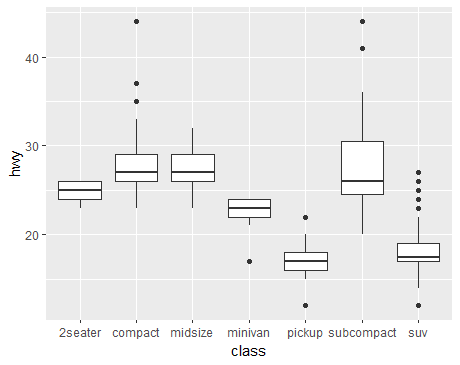 40
30
20
hwy
2seater compact midsize minivan pickup subcompact suv
class